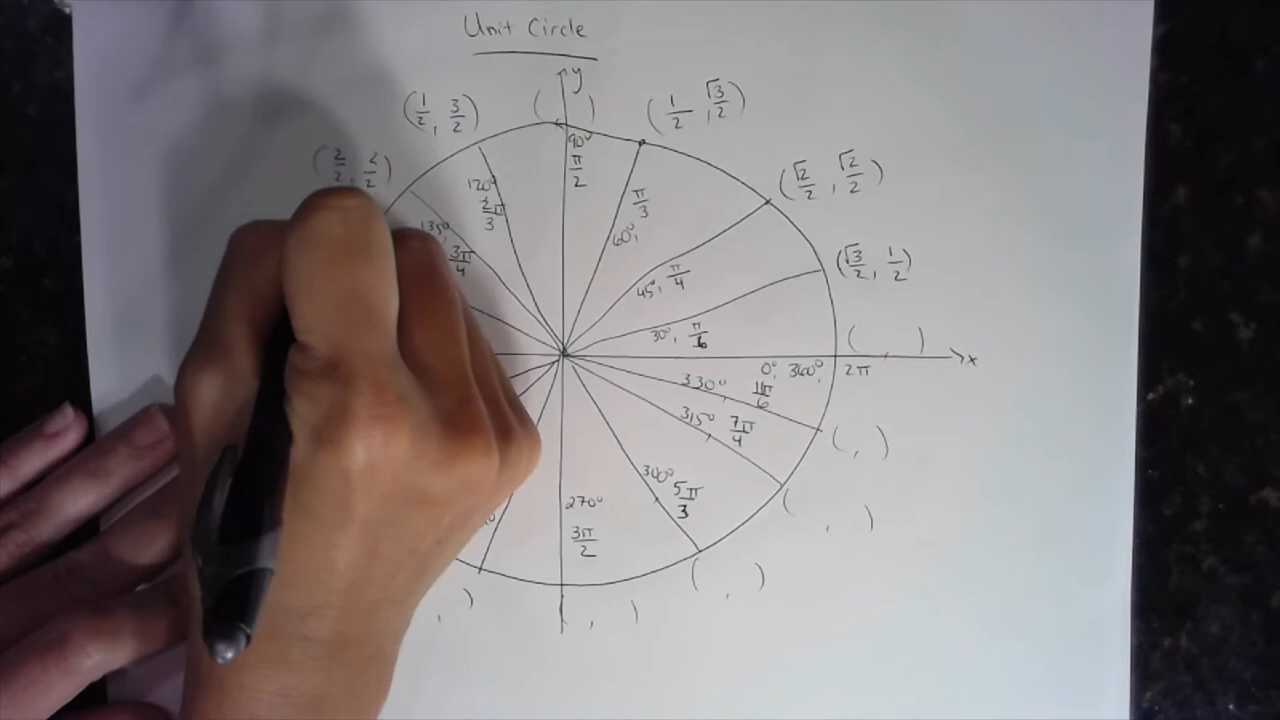 Unit Circle
y
(1/2, 3/2) ( ) (1/2, √3/2)
(2/2, 2/2) (√2/2, √2/2)
90°
π/2
120°
2π/3
π/3
60°,
135°,
3π/4
(√3/2, 1/2)
45°, π/4
30°, π/6
( )
x
0°, 360°, 2π
330°, 11π/6
315° 7π/4
( , )
300° 5π/3
270°
3π/2
( , )
( , )
( , )
, )